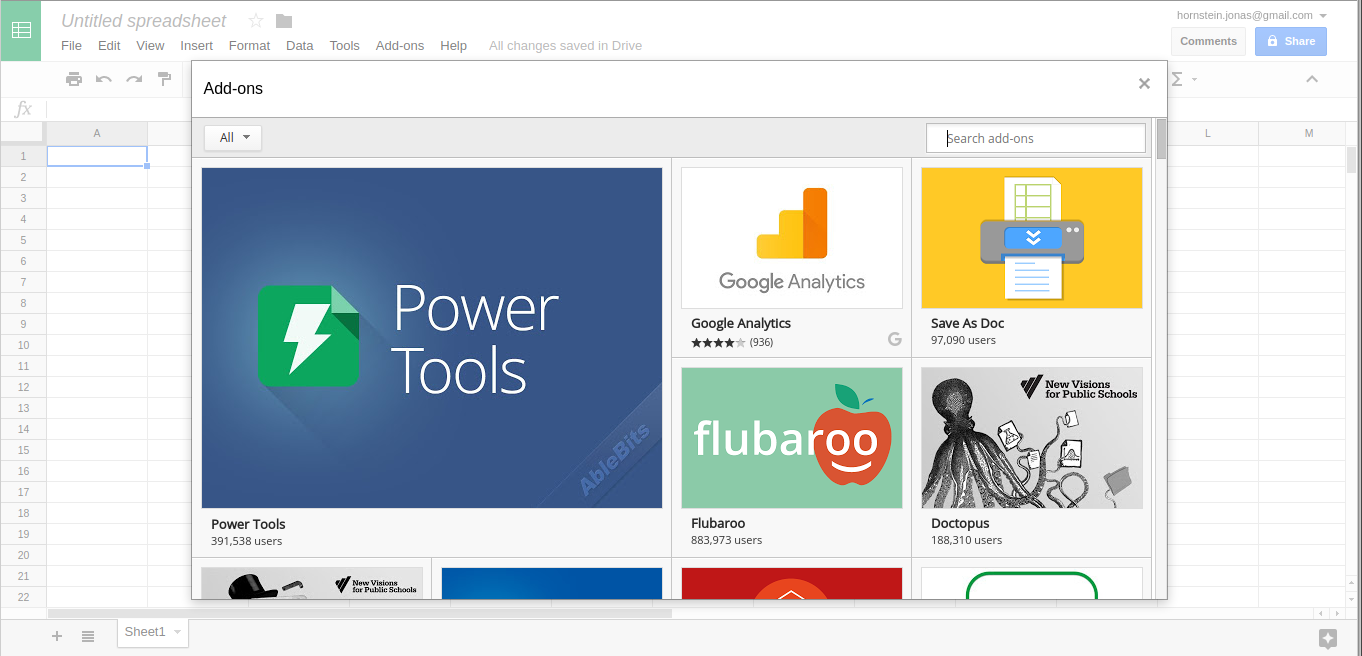 Untitled spreadsheet
hornstein.jonas@gmail.com
File Edit View Insert Format Data Tools Add-ons Help All changes saved in Drive
Comments Share
Add-ons
Σ
fx
All
Search add-ons
A L M
1
2
3
4
5
6
7
8
9
10
11
12
13
14
15
16
17
18
19
20
21
22
Power
Tools
AbleBits
Power Tools
391,538 users
Google Analytics
Google Analytics
(936)
G
Save As Doc
97,090 users
flubaroo
Flubaroo
883,973 users
New Visions
for Public Schools
Doctopus
188,310 users
New Visions
for Public Schools
Sheet1